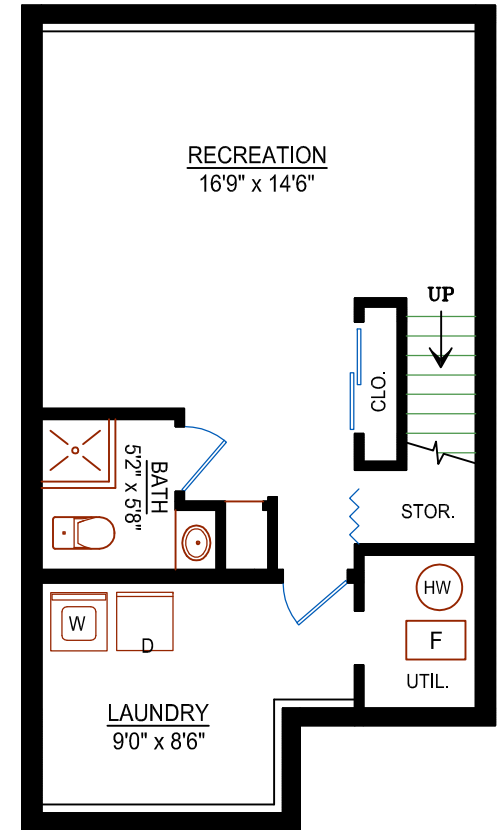 RECREATION
16'9" x 14'6"
UP
CLO.
BATH
5'2" x 5'8"
STOR.
HW
F
UTIL.
W
D
LAUNDRY
9'0" x 8'6"